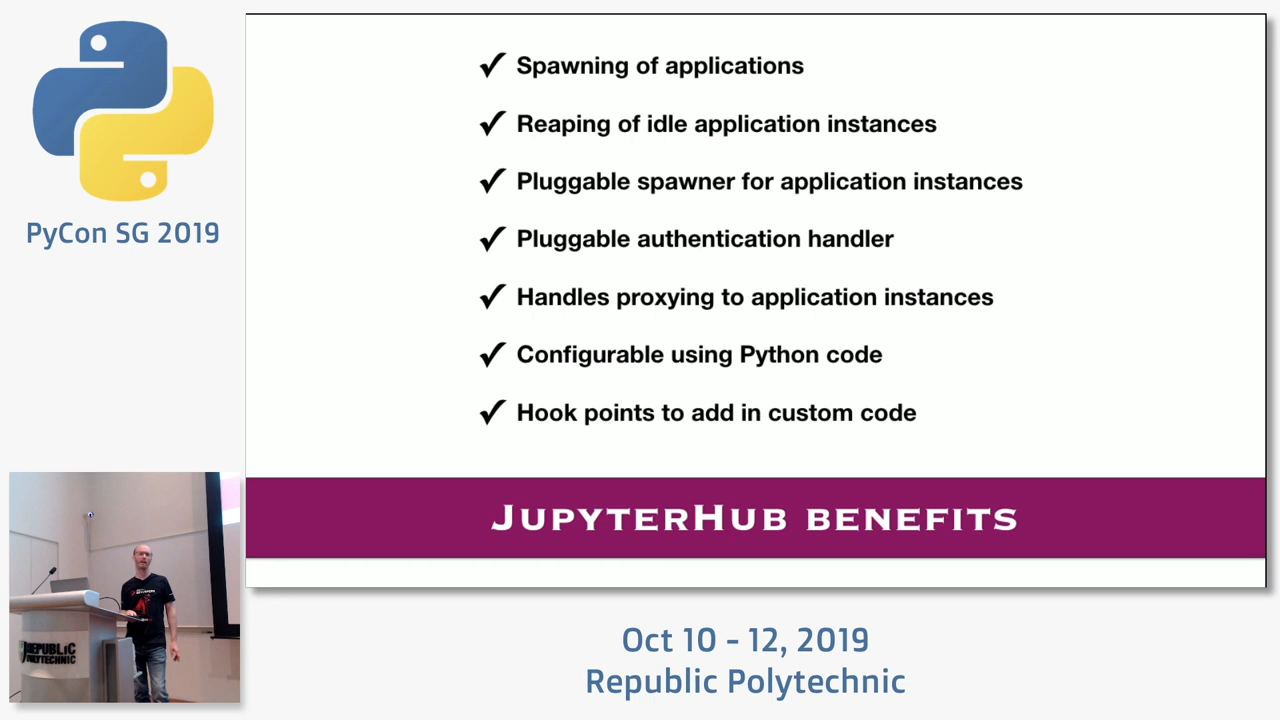 PyCon SG 2019
✓ Spawning of applications
✓ Reaping of idle application instances
✓ Pluggable spawner for application instances
✓ Pluggable authentication handler
✓ Handles proxying to application instances
✓ Configurable using Python code
✓ Hook points to add in custom code
JUPYTERHUB BENEFITS
REPUBLIC
POLYTECHNIC
Oct 10 - 12, 2019
Republic Polytechnic